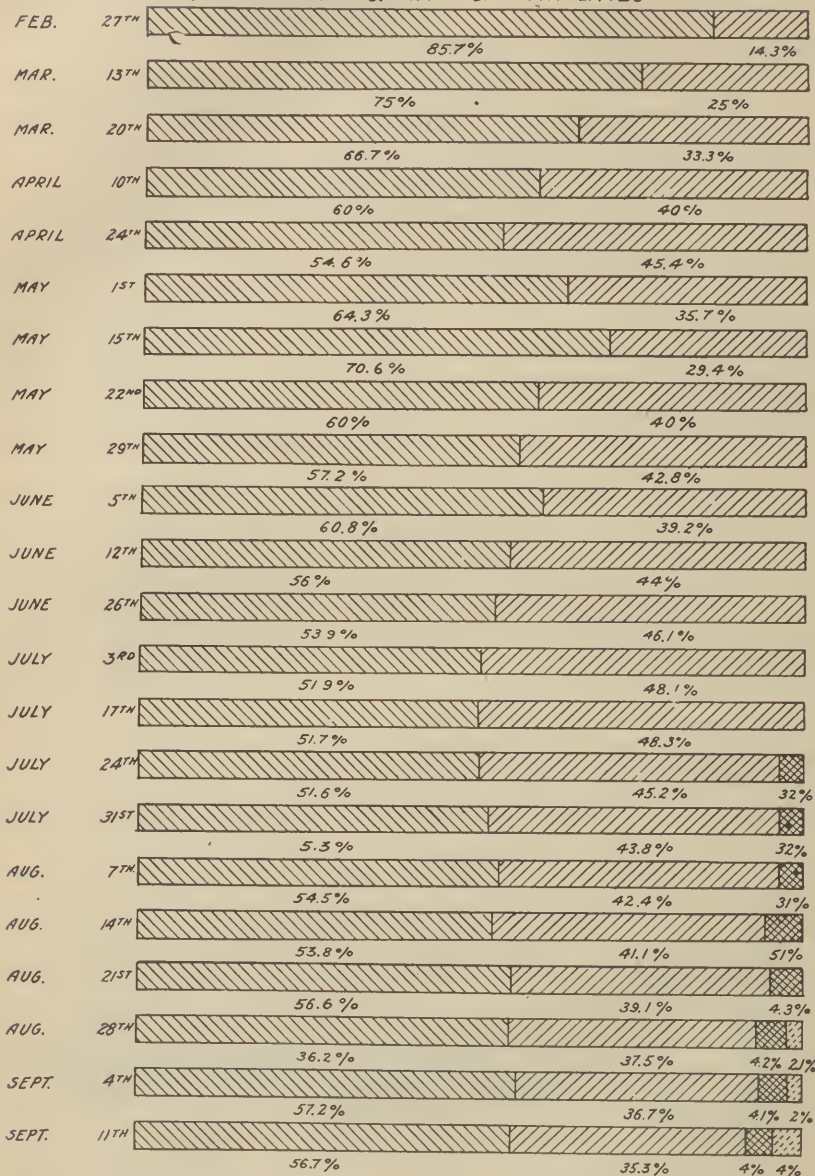 FEB. 27TH
85.7% 14.3%
MAR. 13TH
75% 25%
MAR. 20TH
66.7% 33.3%
APRIL 10TH
60% 40%
APRIL 24TH
54.6% 45.4%
MAY 1ST
64.3% 35.7%
MAY 15TH
70.6% 29.4%
MAY 22ND
60% 40%
MAY 29TH
57.2% 42.8%
JUNE 5TH
60.8% 39.2%
JUNE 12TH
56% 44%
JUNE 26TH
53 9% 46.1%
JULY 3RD
51.9% 48.1%
JULY 17TH
51.7% 48.3%
JULY 24TH
51.6% 45.2% 32%
JULY 31ST
5.3% 43.8% 32%
AUG. 7TH.
54.5% 42.4% 31%
AUG. 14TH
53.8% 41.1% 51%
AUG. 21ST
56.6% 39.1% 4.3%
AUG. 28TH
36.2% 37.5% 4.2% 2.1%
SEPT. 4TH
57.2% 36.7% 41% 2%
SEPT. 11TH
56.7% 35.3% 4% 4%